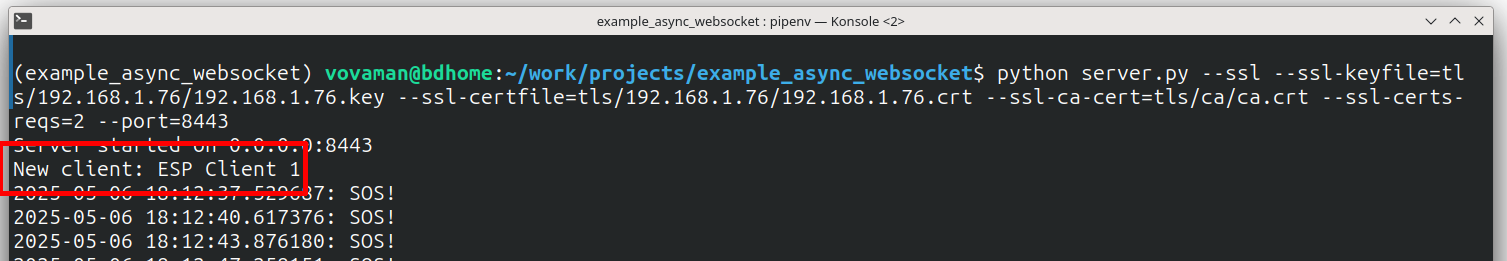 example_async_websocket : pipenv — Konsole <2>
(example_async_websocket) vovaman@bdhome:~/work/projects/example_async_websocket$ python server.py --ssl --ssl-keyfile=tl
s/192.168.1.76/192.168.1.76.key --ssl-certfile=tls/192.168.1.76/192.168.1.76.crt --ssl-ca-cert=tls/ca/ca.crt --ssl-certs-
reqs=2 --port=8443
Server started on 0.0.0.0:8443
New client: ESP Client 1
2025-05-06 18:12:37.529687: SOS!
2025-05-06 18:12:40.617376: SOS!
2025-05-06 18:12:43.876180: SOS!